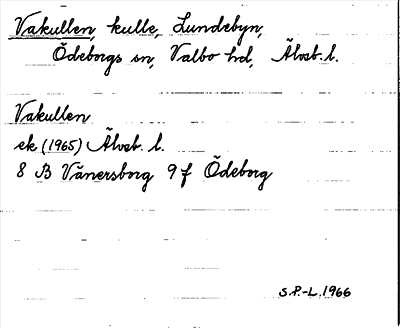 Vakullen, kulle, Lundebyn,
Ödeborgs sn, Valbo hd, Älvsb. l.
Vakullen
ek (1965) Älvsb. l.
8 B Vänersborg 9 f Ödeborg
S.P.-L. 1966